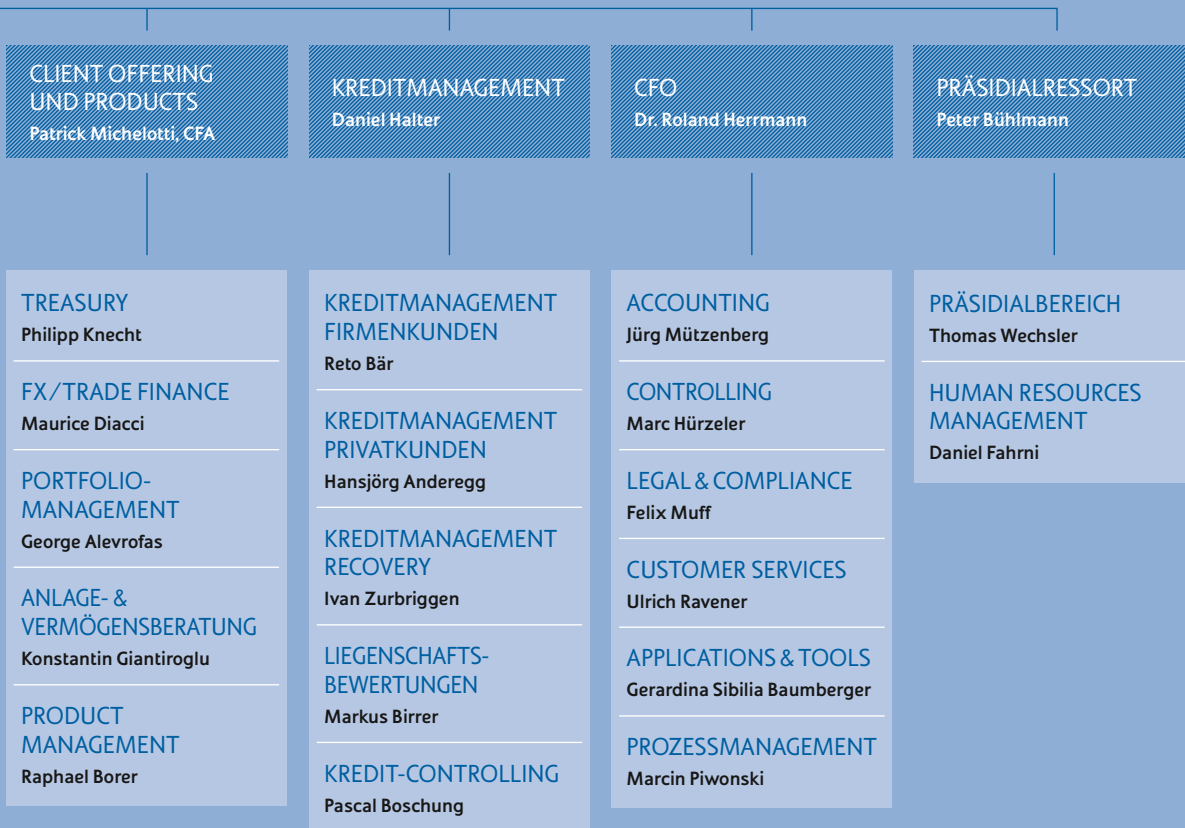 CLIENT OFFERING
UND PRODUCTS
Patrick Michelotti, CFA
KREDITMANAGEMENT
Daniel Halter
CFO
Dr. Roland Herrmann
PRÄSIDIALRESSORT
Peter Bühlmann
TREASURY
Philipp Knecht
FX/TRADE FINANCE
Maurice Diacci
PORTFOLIO-
MANAGEMENT
George Alevrofas
ANLAGE- &
VERMÖGENSBERATUNG
Konstantin Giantiroglu
PRODUCT
MANAGEMENT
Raphael Borer
KREDITMANAGEMENT
FIRMENKUNDEN
Reto Bär
KREDITMANAGEMENT
PRIVATKUNDEN
Hansjörg Anderegg
KREDITMANAGEMENT
RECOVERY
Ivan Zurbriggen
LIEGENSCHAFTS-
BEWERTUNGEN
Markus Birrer
KREDIT-CONTROLLING
Pascal Boschung
ACCOUNTING
Jürg Mützenberg
CONTROLLING
Marc Hürzeler
LEGAL & COMPLIANCE
Felix Muff
CUSTOMER SERVICES
Ulrich Ravener
APPLICATIONS & TOOLS
Gerardina Sibilia Baumberger
PROZESSMANAGEMENT
Marcin Piwonski
PRÄSIDIALBEREICH
Thomas Wechsler
HUMAN RESOURCES
MANAGEMENT
Daniel Fahrni